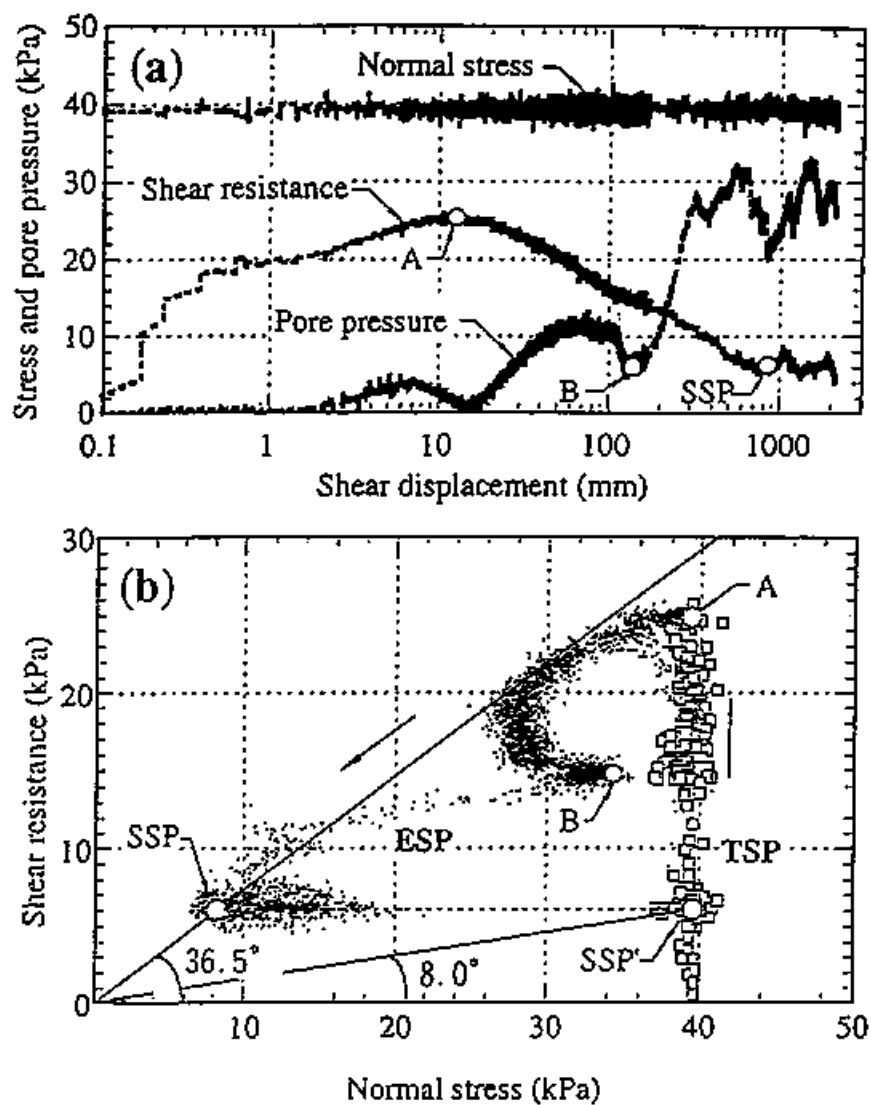 50
(a)
Normal stress
40
30
Shear resistance
20
A
10
Pore pressure
B
SSP
0
0.1
1
10
100
1000
Stress and pore pressure (kPa)
Shear displacement (mm)
30
(b)
A
20
B
SSP
ESP
TSP
10
SSP'
36.5°
8.0°
0
10
20
30
40
50
Shear resistance (kPa)
Normal stress (kPa)